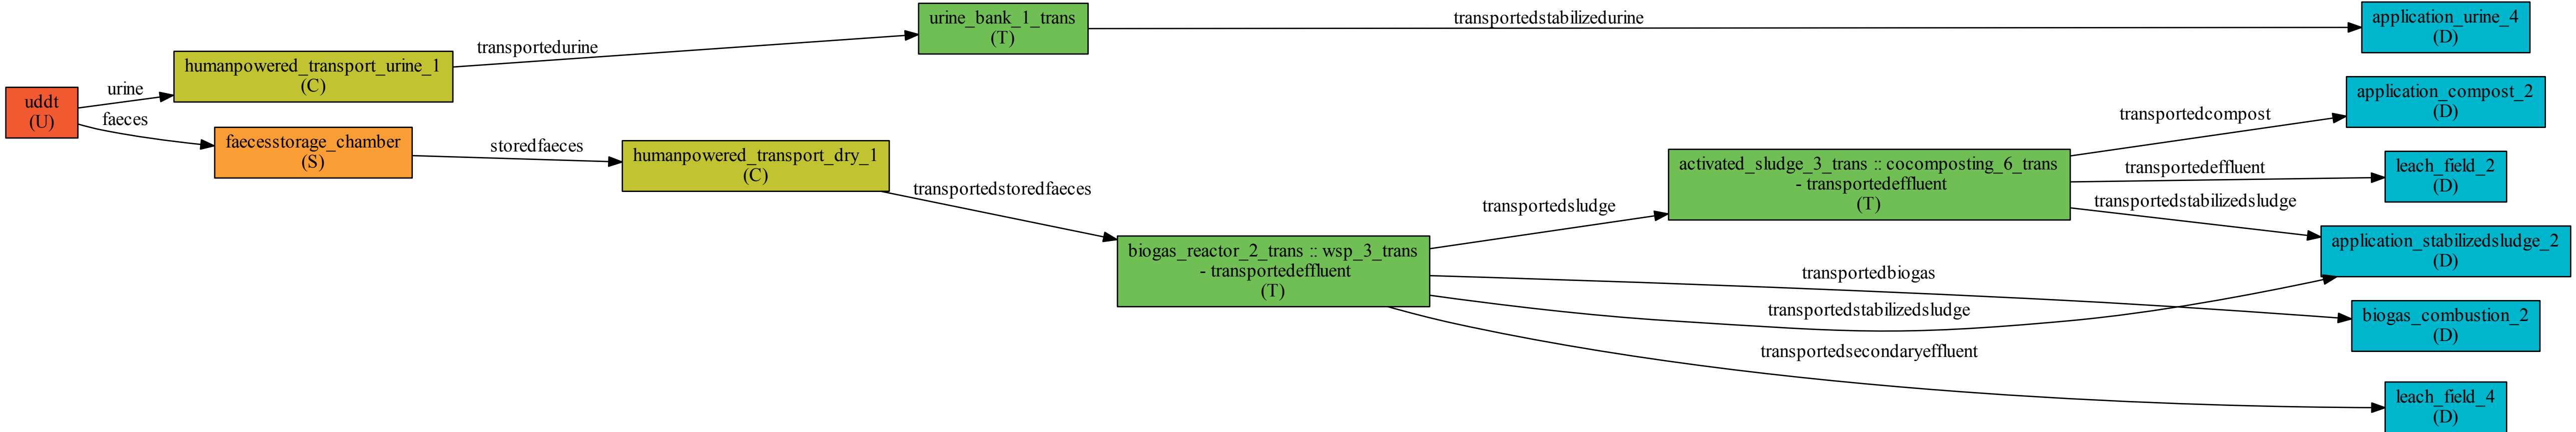 uddt
(U)
urine
faeces
humanpowered_transport_urine_1
(C)
transportedurine
faecesstorage_chamber
(S)
storedfaeces
humanpowered_transport_dry_1
(C)
transportedstoredfaeces
urine_bank_1_trans
(T)
transportedstabilizedurine
biogas_reactor_2_trans :: wsp_3_trans
- transportedeffluent
(T)
transportedsludge
transportedbiogas
transportedstabilizedsludge
transportedsecondaryeffluent
activated_sludge_3_trans :: cocomposting_6_trans
- transportedeffluent
(T)
transportedcompost
transportedeffluent
transportedstabilizedsludge
application_urine_4
(D)
application_compost_2
(D)
leach_field_2
(D)
application_stabilizedsludge_2
(D)
biogas_combustion_2
(D)
leach_field_4
(D)